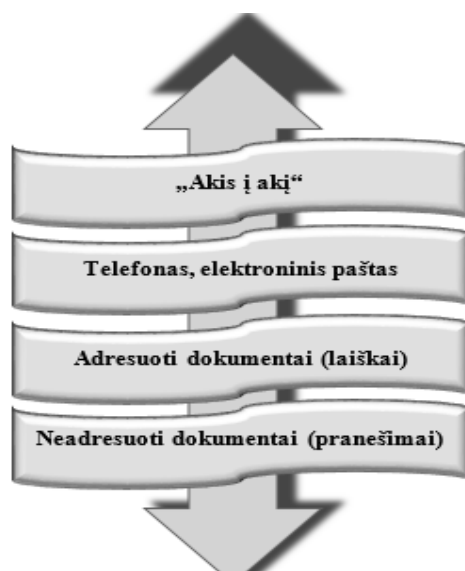 „Akis į akį“
Telefonas, elektroninis paštas
Adresuoti dokumentai (laiškai)
Neadresuoti dokumentai (pranešimai)